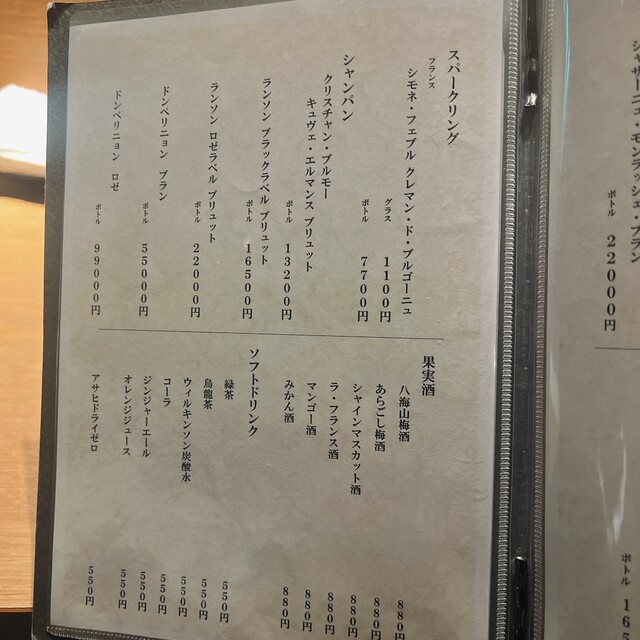 シャサーニュ・モンラッシェ・ブラン
ボトル 22000円
ボトル 16
スパークリング
フランス
シモネ・フェブル クレマン・ド・ブルゴーニュ
グラス 1100円
ボトル 7700円
シャンパン
クリスチャン・ブルモー
キュヴェ・エルマンス ブリュット
ボトル 13200円
ランソン ブラックラベル ブリュット
ボトル 16500円
ランソン ロゼラベル ブリュット
ボトル 22000円
ドンペリニョン ブラン
ボトル 55000円
ドンペリニョン ロゼ
ボトル 99000円
果実酒
八海山梅酒 880円
あらごし梅酒 880円
シャインマスカット酒 880円
ラ・フランス酒 880円
マンゴー酒 880円
みかん酒 880円
ソフトドリンク
緑茶 550円
烏龍茶 550円
ウィルキンソン炭酸水 550円
コーラ 550円
ジンジャーエール 550円
オレンジジュース 550円
アサヒドライゼロ 550円